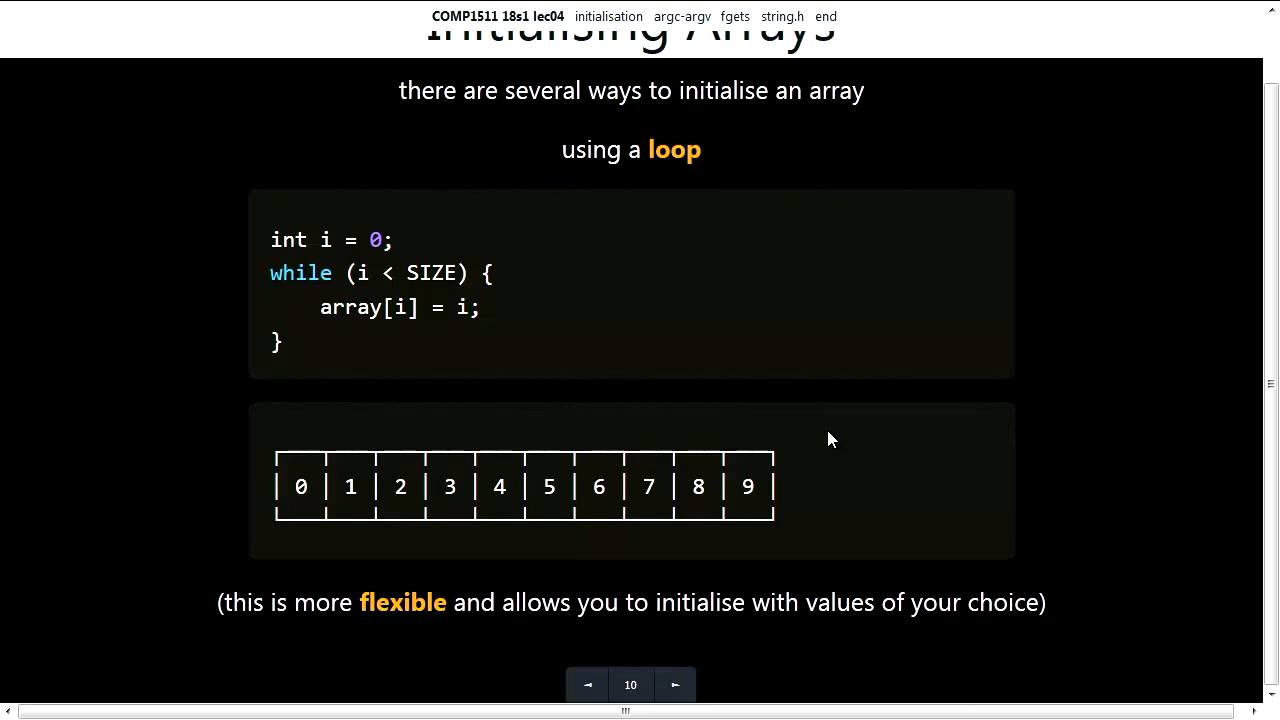 COMP1511 18s1 lec04 initialisation argc-argv fgets string.h end
Initialising Arrays
there are several ways to initialise an array
using a loop
int i = 0;
while (i < SIZE) {
    array[i] = i;
}
0 1 2 3 4 5 6 7 8 9
(this is more flexible and allows you to initialise with values of your choice)
10